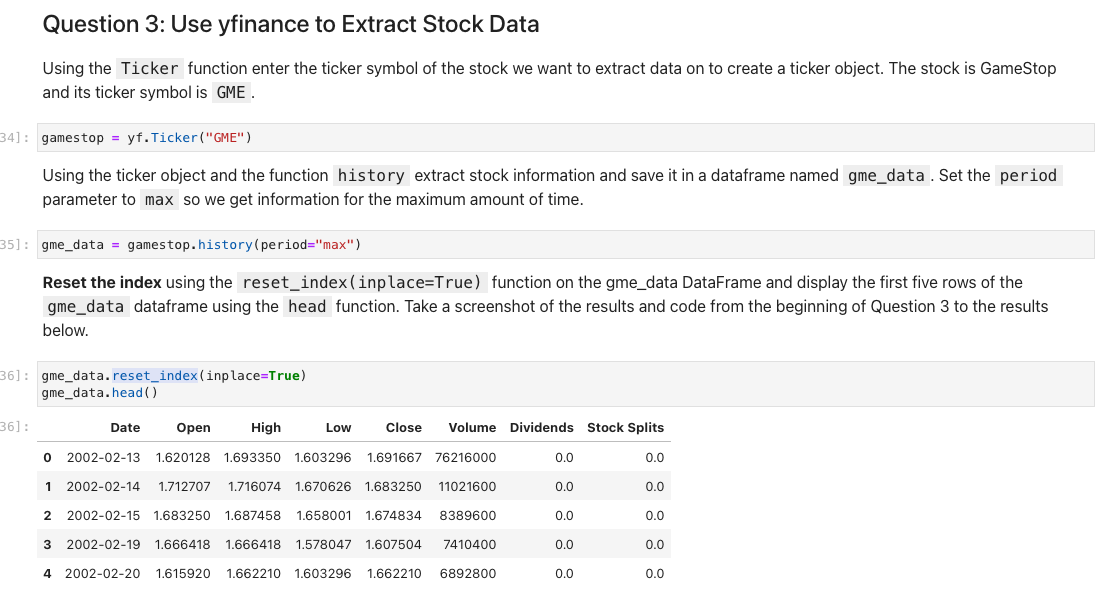 Question 3: Use yfinance to Extract Stock Data
Using the Ticker function enter the ticker symbol of the stock we want to extract data on to create a ticker object. The stock is GameStop
and its ticker symbol is GME .
34]: gamestop = yf.Ticker("GME")
Using the ticker object and the function history extract stock information and save it in a dataframe named gme_data . Set the period
parameter to max so we get information for the maximum amount of time.
35]: gme_data = gamestop.history(period="max")
Reset the index using the reset_index(inplace=True) function on the gme_data DataFrame and display the first five rows of the
gme_data dataframe using the head function. Take a screenshot of the results and code from the beginning of Question 3 to the results
below.
36]: gme_data.reset_index(inplace=True)
gme_data.head()
36]: Date Open High Low Close Volume Dividends Stock Splits
0 2002-02-13 1.620128 1.693350 1.603296 1.691667 76216000 0.0 0.0
1 2002-02-14 1.712707 1.716074 1.670626 1.683250 11021600 0.0 0.0
2 2002-02-15 1.683250 1.687458 1.658001 1.674834 8389600 0.0 0.0
3 2002-02-19 1.666418 1.666418 1.578047 1.607504 7410400 0.0 0.0
4 2002-02-20 1.615920 1.662210 1.603296 1.662210 6892800 0.0 0.0